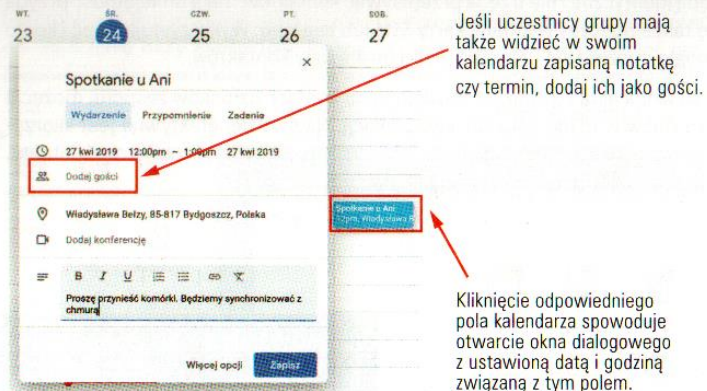 WT. ŚR. CZW. PT. SOB.
23 24 25 26 27
Jeśli uczestnicy grupy mają
także widzieć w swoim
kalendarzu zapisaną notatkę
czy termin, dodaj ich jako gości.
×
Spotkanie u Ani
Wydarzenie Przypomnienie Zadanie
27 kwi 2019 12:00pm – 1:00pm 27 kwi 2019
Dodaj gości
Władysława Bełzy, 85-817 Bydgoszcz, Polska
Dodaj konferencję
B I U
Proszę przynieść komórki. Będziemy synchronizować z
chmurą
Więcej opcji Zapisz
Spotkanie u Ani
12pm, Władysława B
Kliknięcie odpowiedniego
pola kalendarza spowoduje
otwarcie okna dialogowego
z ustawioną datą i godziną
związaną z tym polem.